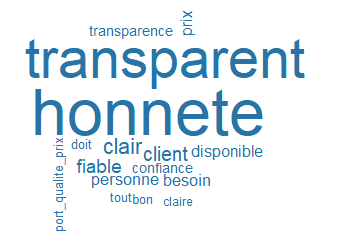 transparence
prix
transparent
honnete
port_qualite_prix
doit
clair
client
disponible
fiable
confiance
personne
besoin
tout
bon
claire